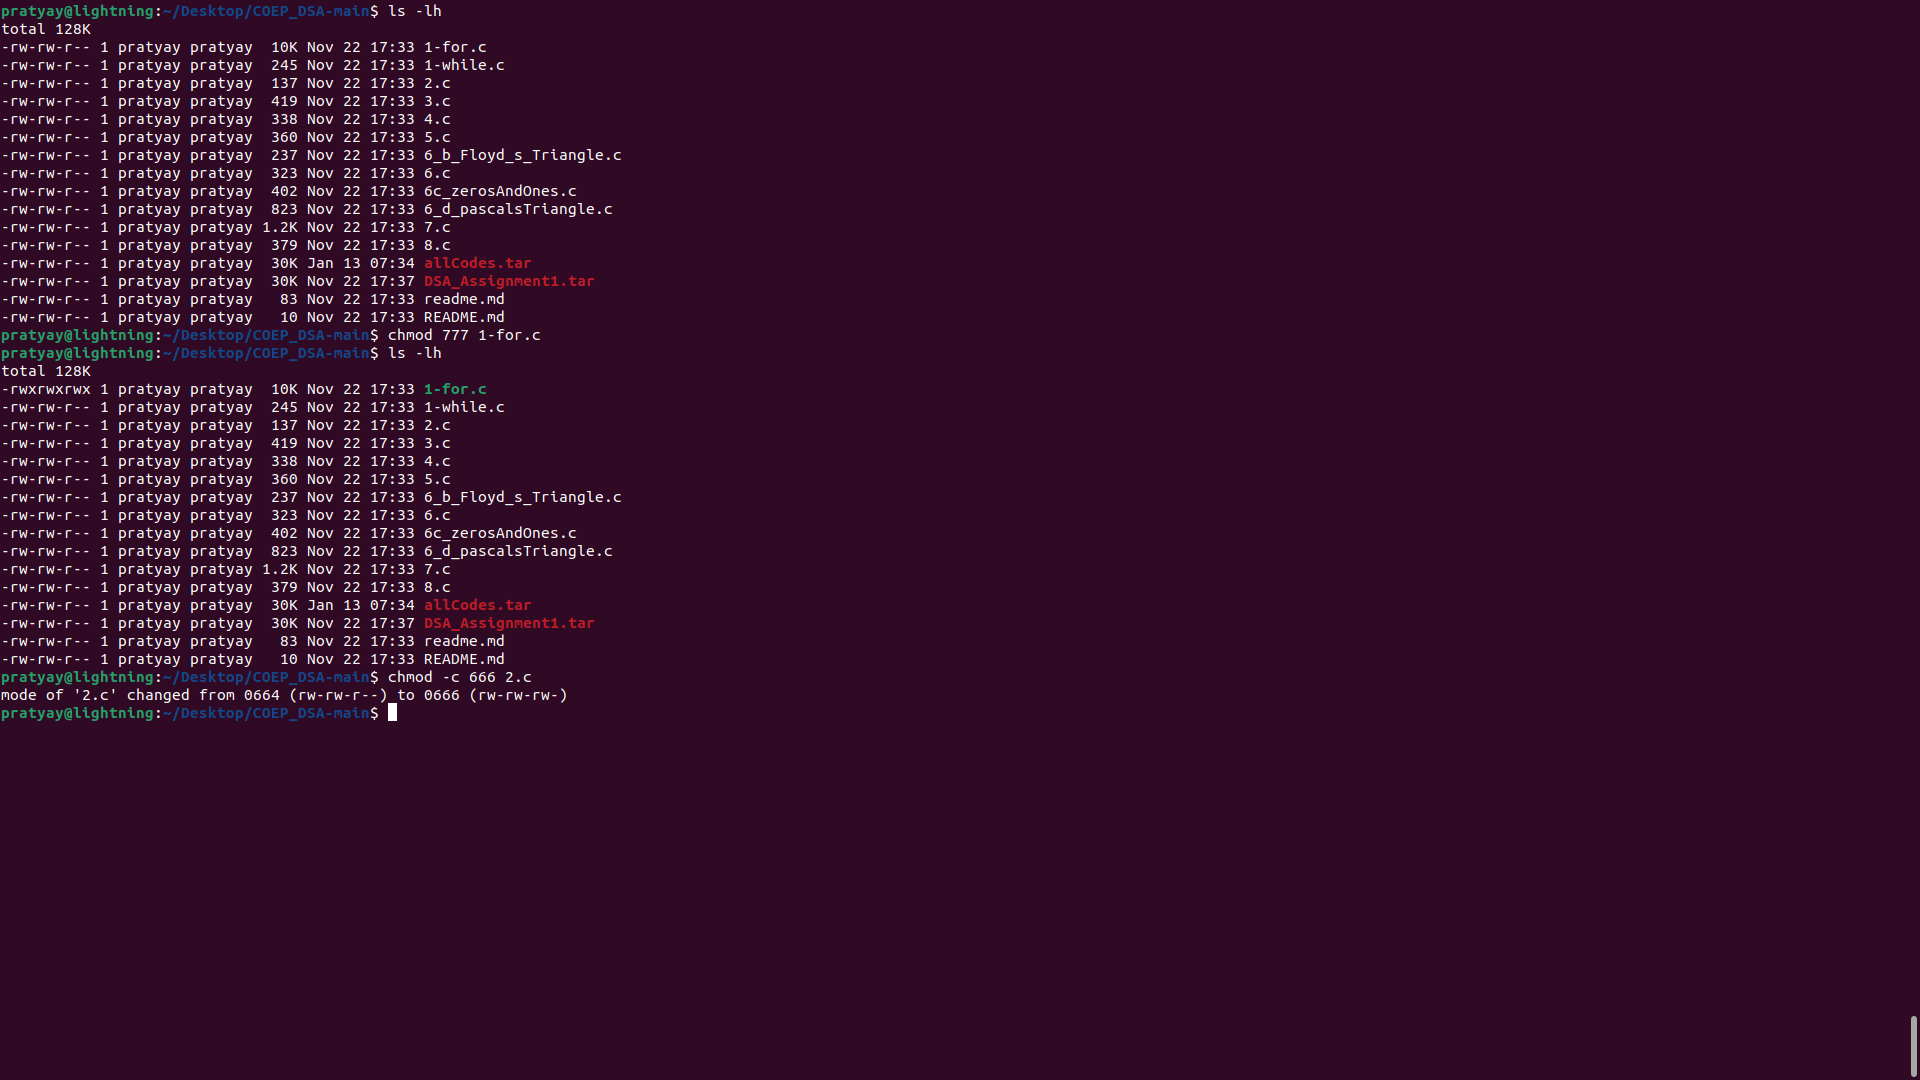 pratyay@lightning:~/Desktop/COEP_DSA-main$ ls -lh
total 128K
-rw-rw-r-- 1 pratyay pratyay  10K Nov 22 17:33 1-for.c
-rw-rw-r-- 1 pratyay pratyay  245 Nov 22 17:33 1-while.c
-rw-rw-r-- 1 pratyay pratyay  137 Nov 22 17:33 2.c
-rw-rw-r-- 1 pratyay pratyay  419 Nov 22 17:33 3.c
-rw-rw-r-- 1 pratyay pratyay  338 Nov 22 17:33 4.c
-rw-rw-r-- 1 pratyay pratyay  360 Nov 22 17:33 5.c
-rw-rw-r-- 1 pratyay pratyay  237 Nov 22 17:33 6_b_Floyd_s_Triangle.c
-rw-rw-r-- 1 pratyay pratyay  323 Nov 22 17:33 6.c
-rw-rw-r-- 1 pratyay pratyay  402 Nov 22 17:33 6c_zerosAndOnes.c
-rw-rw-r-- 1 pratyay pratyay  823 Nov 22 17:33 6_d_pascalsTriangle.c
-rw-rw-r-- 1 pratyay pratyay 1.2K Nov 22 17:33 7.c
-rw-rw-r-- 1 pratyay pratyay  379 Nov 22 17:33 8.c
-rw-rw-r-- 1 pratyay pratyay  30K Jan 13 07:34 allCodes.tar
-rw-rw-r-- 1 pratyay pratyay  30K Nov 22 17:37 DSA_Assignment1.tar
-rw-rw-r-- 1 pratyay pratyay   83 Nov 22 17:33 readme.md
-rw-rw-r-- 1 pratyay pratyay   10 Nov 22 17:33 README.md
pratyay@lightning:~/Desktop/COEP_DSA-main$ chmod 777 1-for.c
pratyay@lightning:~/Desktop/COEP_DSA-main$ ls -lh
total 128K
-rwxrwxrwx 1 pratyay pratyay  10K Nov 22 17:33 1-for.c
-rw-rw-r-- 1 pratyay pratyay  245 Nov 22 17:33 1-while.c
-rw-rw-r-- 1 pratyay pratyay  137 Nov 22 17:33 2.c
-rw-rw-r-- 1 pratyay pratyay  419 Nov 22 17:33 3.c
-rw-rw-r-- 1 pratyay pratyay  338 Nov 22 17:33 4.c
-rw-rw-r-- 1 pratyay pratyay  360 Nov 22 17:33 5.c
-rw-rw-r-- 1 pratyay pratyay  237 Nov 22 17:33 6_b_Floyd_s_Triangle.c
-rw-rw-r-- 1 pratyay pratyay  323 Nov 22 17:33 6.c
-rw-rw-r-- 1 pratyay pratyay  402 Nov 22 17:33 6c_zerosAndOnes.c
-rw-rw-r-- 1 pratyay pratyay  823 Nov 22 17:33 6_d_pascalsTriangle.c
-rw-rw-r-- 1 pratyay pratyay 1.2K Nov 22 17:33 7.c
-rw-rw-r-- 1 pratyay pratyay  379 Nov 22 17:33 8.c
-rw-rw-r-- 1 pratyay pratyay  30K Jan 13 07:34 allCodes.tar
-rw-rw-r-- 1 pratyay pratyay  30K Nov 22 17:37 DSA_Assignment1.tar
-rw-rw-r-- 1 pratyay pratyay   83 Nov 22 17:33 readme.md
-rw-rw-r-- 1 pratyay pratyay   10 Nov 22 17:33 README.md
pratyay@lightning:~/Desktop/COEP_DSA-main$ chmod -c 666 2.c
mode of '2.c' changed from 0664 (rw-rw-r--) to 0666 (rw-rw-rw-)
pratyay@lightning:~/Desktop/COEP_DSA-main$